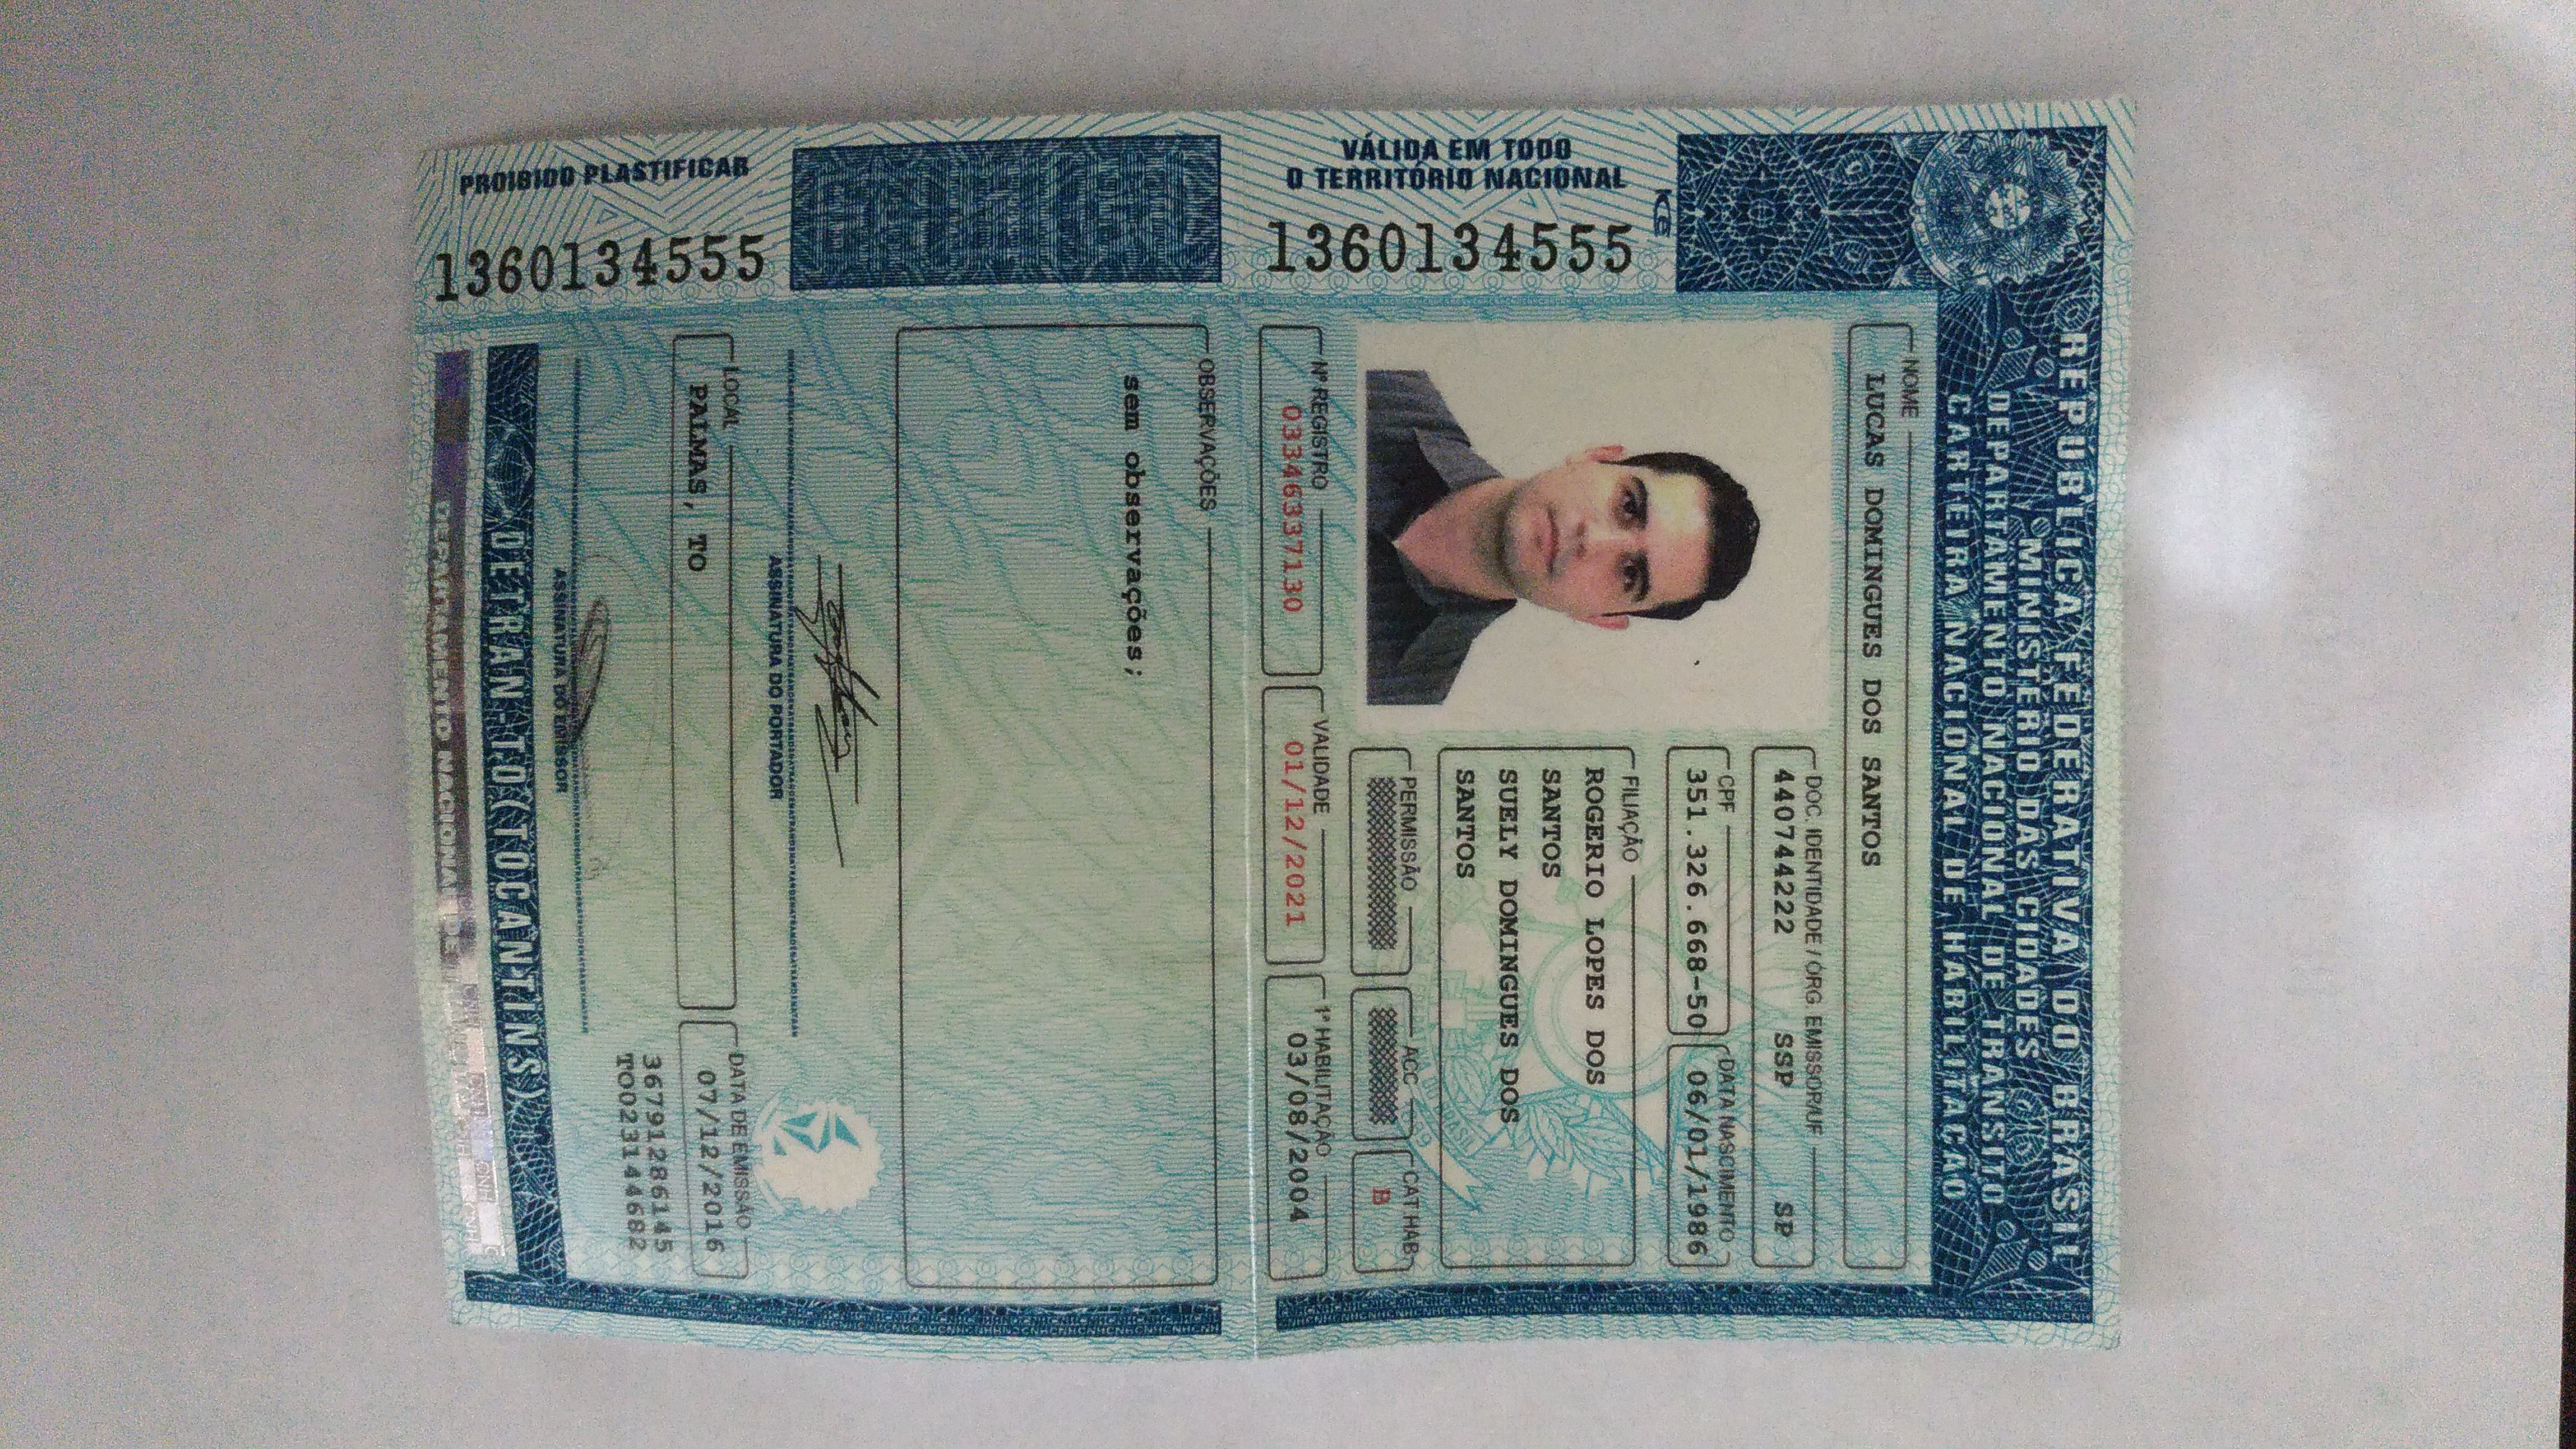 REPÚBLICA FEDERATIVA DO BRASIL
MINISTÉRIO DAS CIDADES
DEPARTAMENTO NACIONAL DE TRÂNSITO
CARTEIRA NACIONAL DE HABILITAÇÃO
NOME
LUCAS DOMINGUES DOS SANTOS
DOC. IDENTIDADE / ÓRG. EMISSOR/UF
440744222 SSP SP
CPF DATA NASCIMENTO
351.326.668-50 06/01/1986
FILIAÇÃO
ROGERIO LOPES DOS
SANTOS
SUELY DOMINGUES DOS
SANTOS
PERMISSÃO ACC CAT HAB
B
Nº REGISTRO VALIDADE 1ª HABILITAÇÃO
03346337130 01/12/2021 03/08/2004
VÁLIDA EM TODO
O TERRITÓRIO NACIONAL
1360134555
OBSERVAÇÕES
sem observações;
ASSINATURA DO PORTADOR
LOCAL DATA DE EMISSÃO
PALMAS, TO 07/12/2016
36791286145
TO023144682
ASSINATURA DO EMISSOR
DETRAN-TO(TOCANTINS)
DEPARTAMENTO NACIONAL DE
PROIBIDO PLASTIFICAR
1360134555